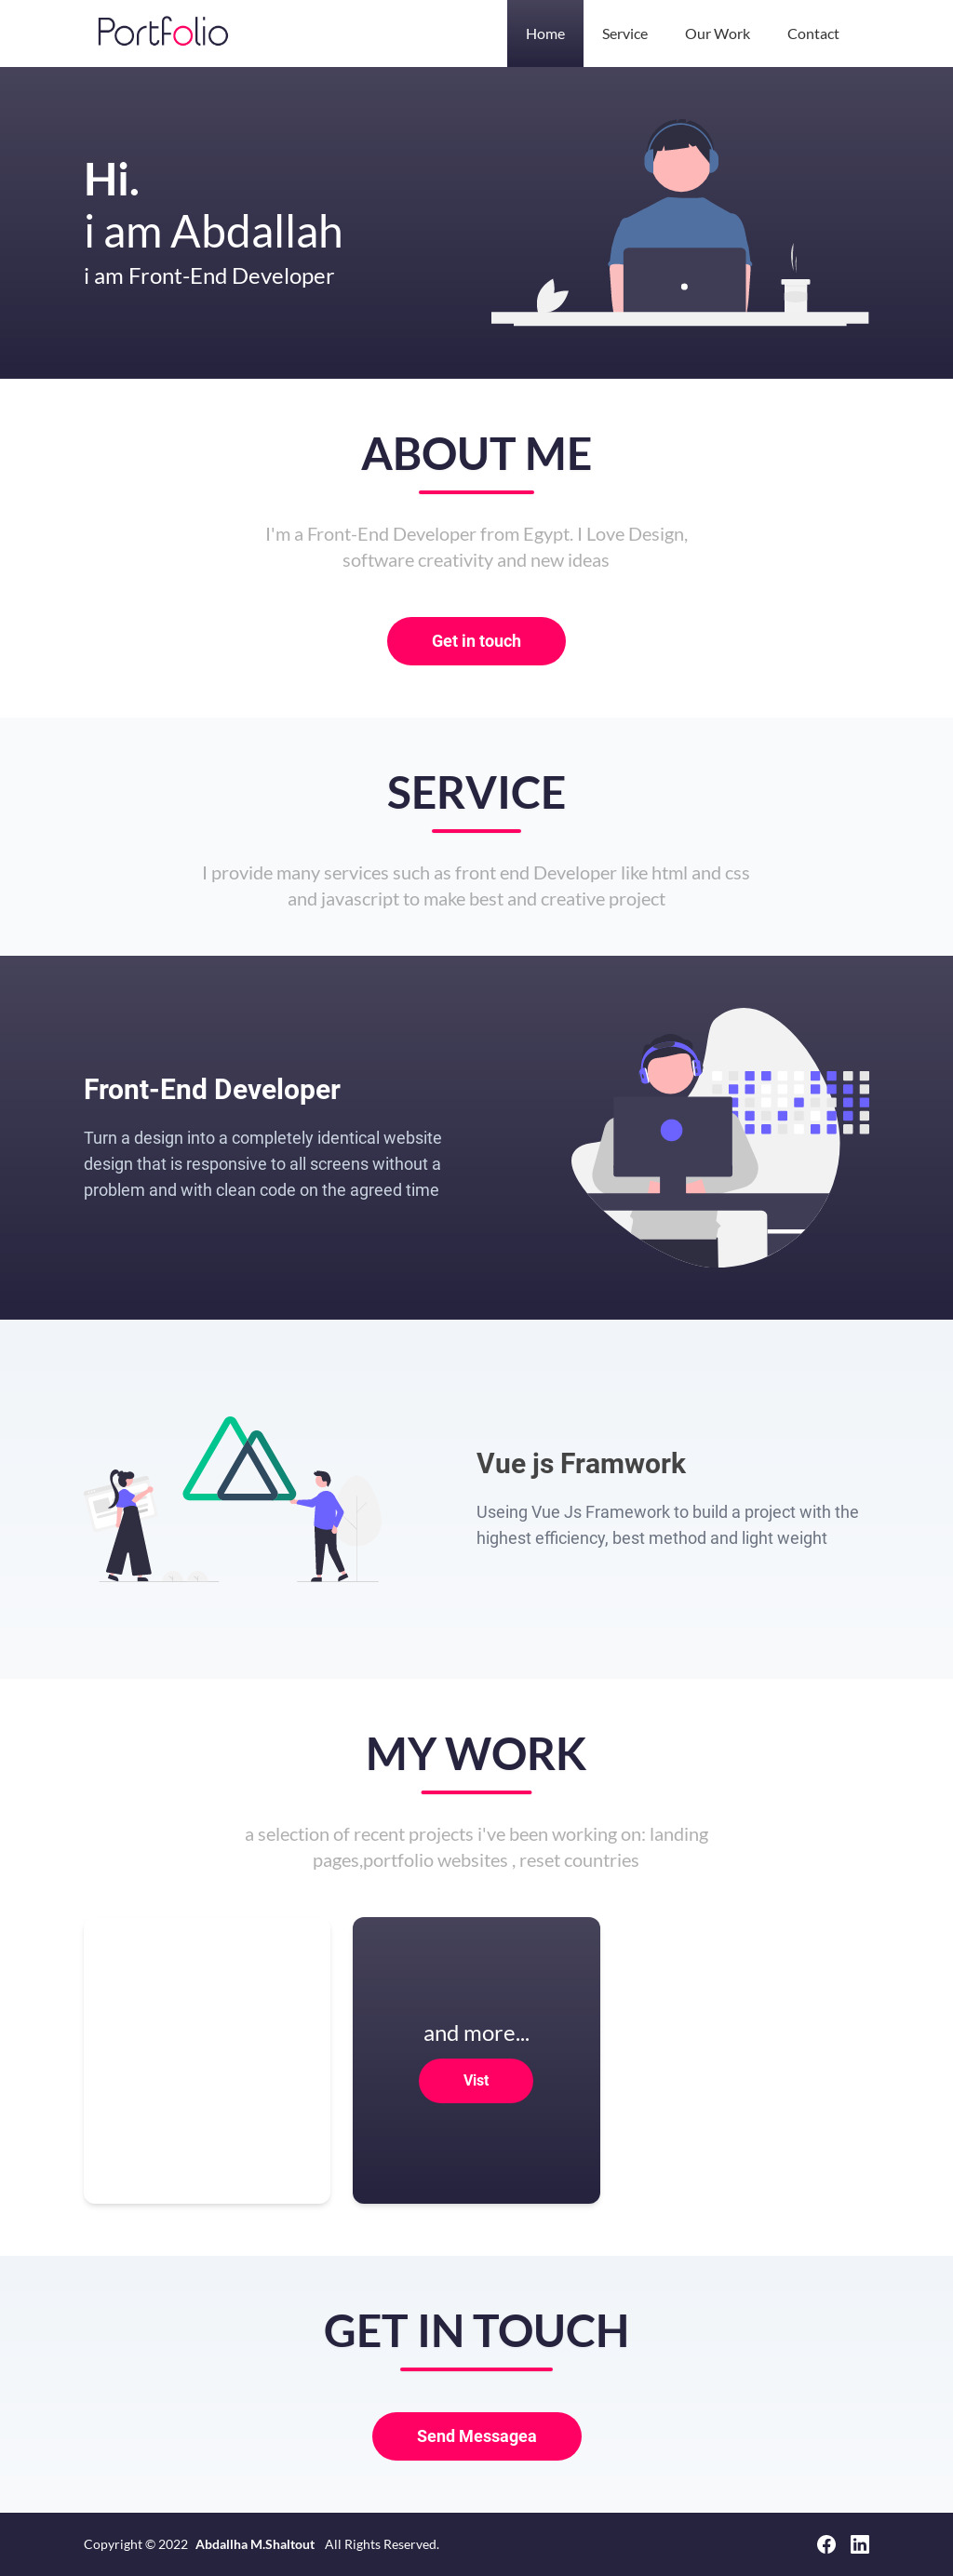 Portfolio
Home Service Our Work Contact
Hi.
i am Abdallah
i am Front-End Developer
ABOUT ME
I'm a Front-End Developer from Egypt. I Love Design,
software creativity and new ideas
Get in touch
SERVICE
I provide many services such as front end Developer like html and css
and javascript to make best and creative project
Front-End Developer
Turn a design into a completely identical website
design that is responsive to all screens without a
problem and with clean code on the agreed time
Vue js Framwork
Useing Vue Js Framework to build a project with the
highest efficiency, best method and light weight
MY WORK
a selection of recent projects i've been working on: landing
pages,portfolio websites , reset countries
and more...
Vist
GET IN TOUCH
Send Messagea
Copyright © 2022 Abdallha M.Shaltout All Rights Reserved.